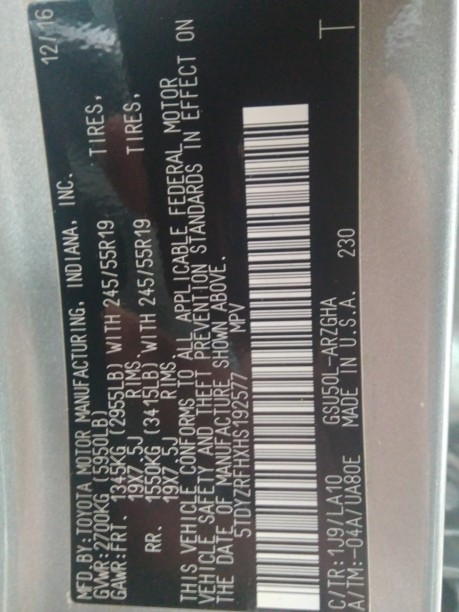 MFD.BY:TOYOTA MOTOR MANUFACTURING, INDIANA, INC. 12/16
GVWR:2700KG (5950LB)
GAWR:FRT. 1345KG (2955LB) WITH 245/55R19 TIRES,
19X7.5J RIMS.
RR. 1550KG (3415LB) WITH 245/55R19 TIRES,
19X7.5J RIMS.
THIS VEHICLE CONFORMS TO ALL APPLICABLE FEDERAL MOTOR
VEHICLE SAFETY AND THEFT PREVENTION STANDARDS IN EFFECT ON
THE DATE OF MANUFACTURE SHOWN ABOVE.
5TDYZRFHXHS192577 MPV
C/TR:1J9/LA10 GSU50L-ARZGHA T
A/TM:-04A/UA80E MADE IN U.S.A. 230